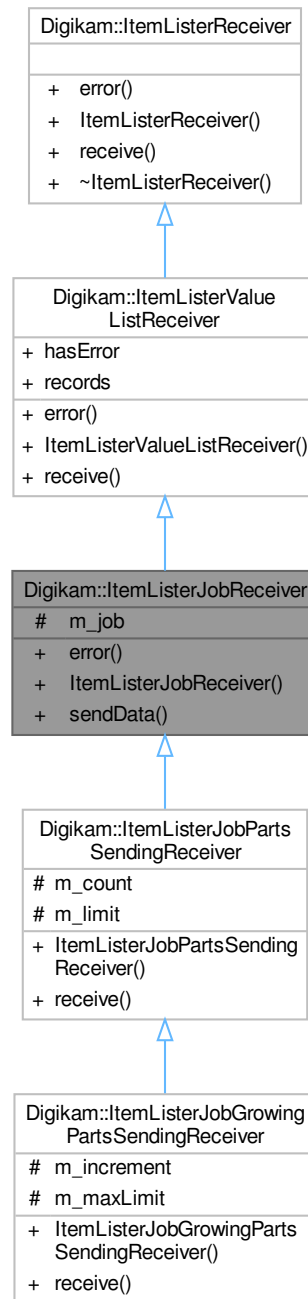 Digikam::ItemListerReceiver
+ error()
+ ItemListerReceiver()
+ receive()
+ ~ItemListerReceiver()
Digikam::ItemListerValue
ListReceiver
+ hasError
+ records
+ error()
+ ItemListerValueListReceiver()
+ receive()
Digikam::ItemListerJobReceiver
# m_job
+ error()
+ ItemListerJobReceiver()
+ sendData()
Digikam::ItemListerJobParts
SendingReceiver
# m_count
# m_limit
+ ItemListerJobPartsSending
Receiver()
+ receive()
Digikam::ItemListerJobGrowing
PartsSendingReceiver
# m_increment
# m_maxLimit
+ ItemListerJobGrowingParts
SendingReceiver()
+ receive()